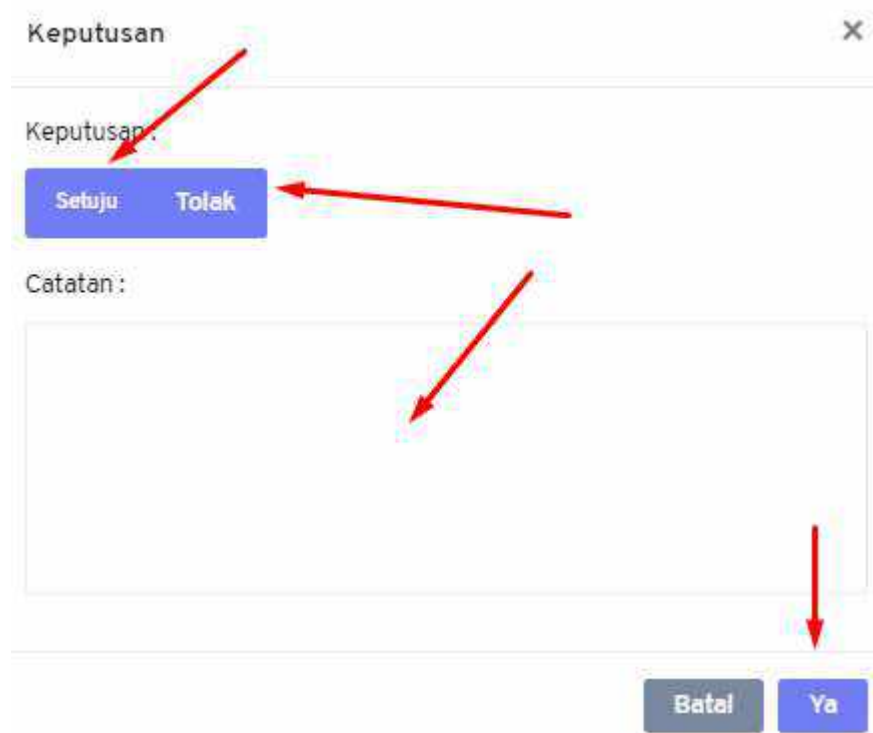 Keputusan ×
Keputusan :
Setuju Tolak
Catatan :
Batal Ya